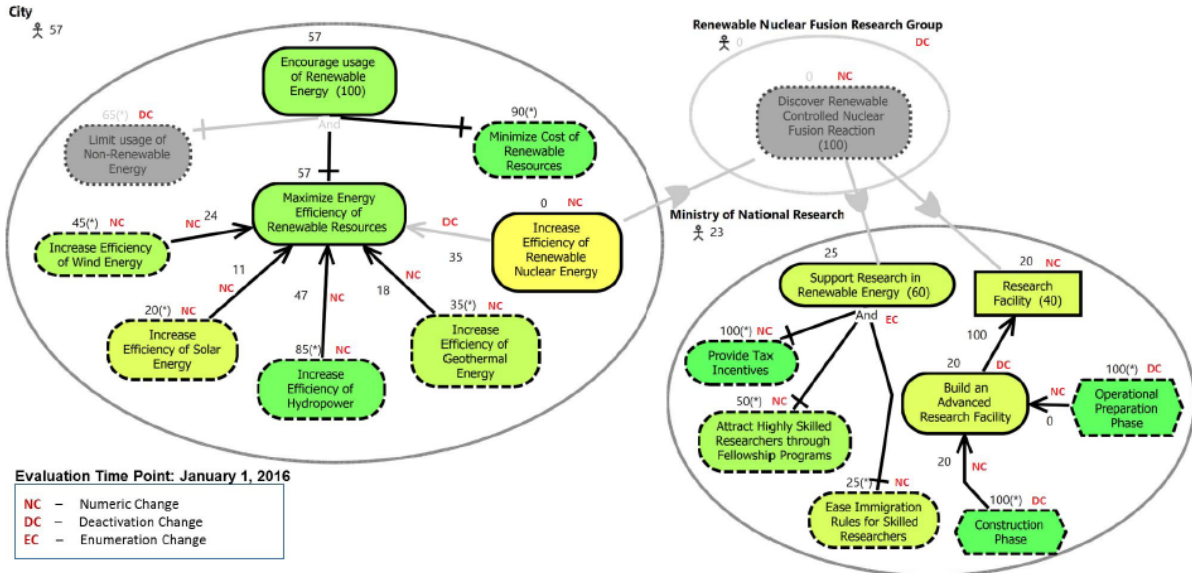 City
57
57
Encourage usage
of Renewable
Energy (100)
65(*) DC
Limit usage of
Non-Renewable
Energy
And
90(*)
Minimize Cost of
Renewable
Resources
57
Maximize Energy
Efficiency of
Renewable Resources
45(*) NC
Increase Efficiency
of Wind Energy
NC 24
DC
35
0 NC
Increase
Efficiency of
Renewable
Nuclear Energy
11
NC
20(*) NC
Increase
Efficiency of Solar
Energy
47
NC
85(*) NC
Increase
Efficiency of
Hydropower
NC
18
35(*) NC
Increase
Efficiency of
Geothermal
Energy
Renewable Nuclear Fusion Research Group
0
DC
0 NC
Discover Renewable
Controlled Nuclear
Fusion Reaction
(100)
Ministry of National Research
23
25
Support Research in
Renewable Energy (60)
And EC
20 NC
Research
Facility (40)
100(*) NC
Provide Tax
Incentives
100
50(*) NC
Attract Highly Skilled
Researchers through
Fellowship Programs
20 DC
Build an
Advanced
Research Facility
100(*) DC
Operational
Preparation
Phase
NC
0
20 NC
25(*) NC
Ease Immigration
Rules for Skilled
Researchers
100(*) DC
Construction
Phase
Evaluation Time Point: January 1, 2016
NC – Numeric Change
DC – Deactivation Change
EC – Enumeration Change